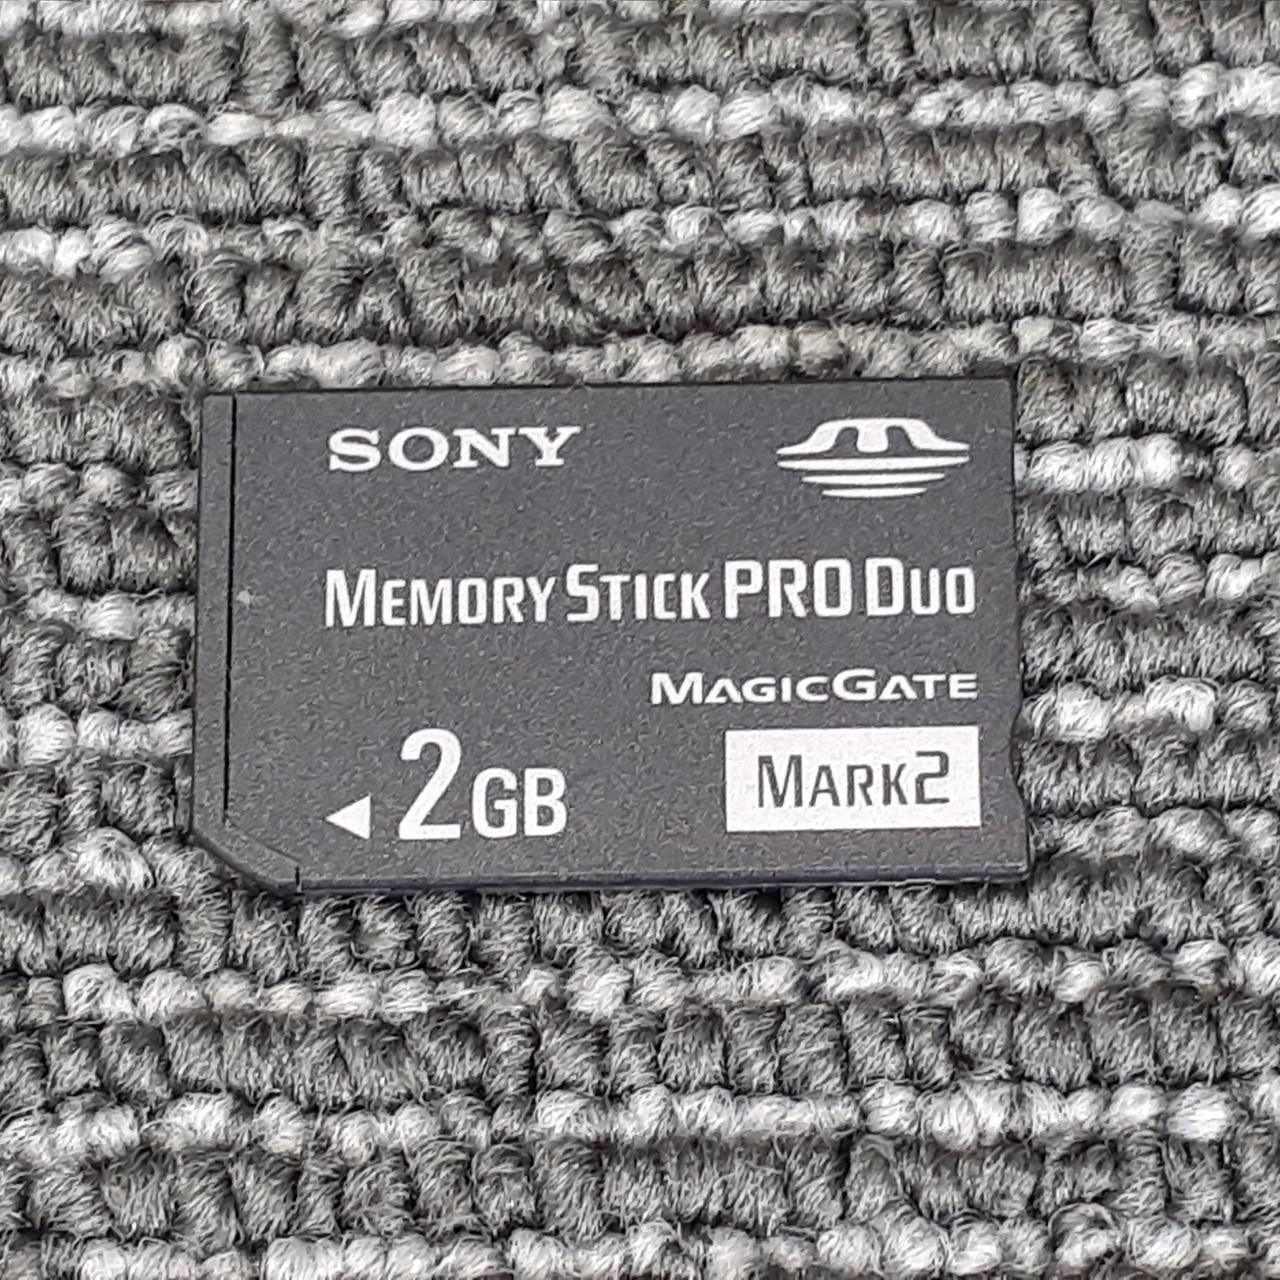 SONY
MEMORY STICK PRO DUO
MAGICGATE
2GB
MARK2